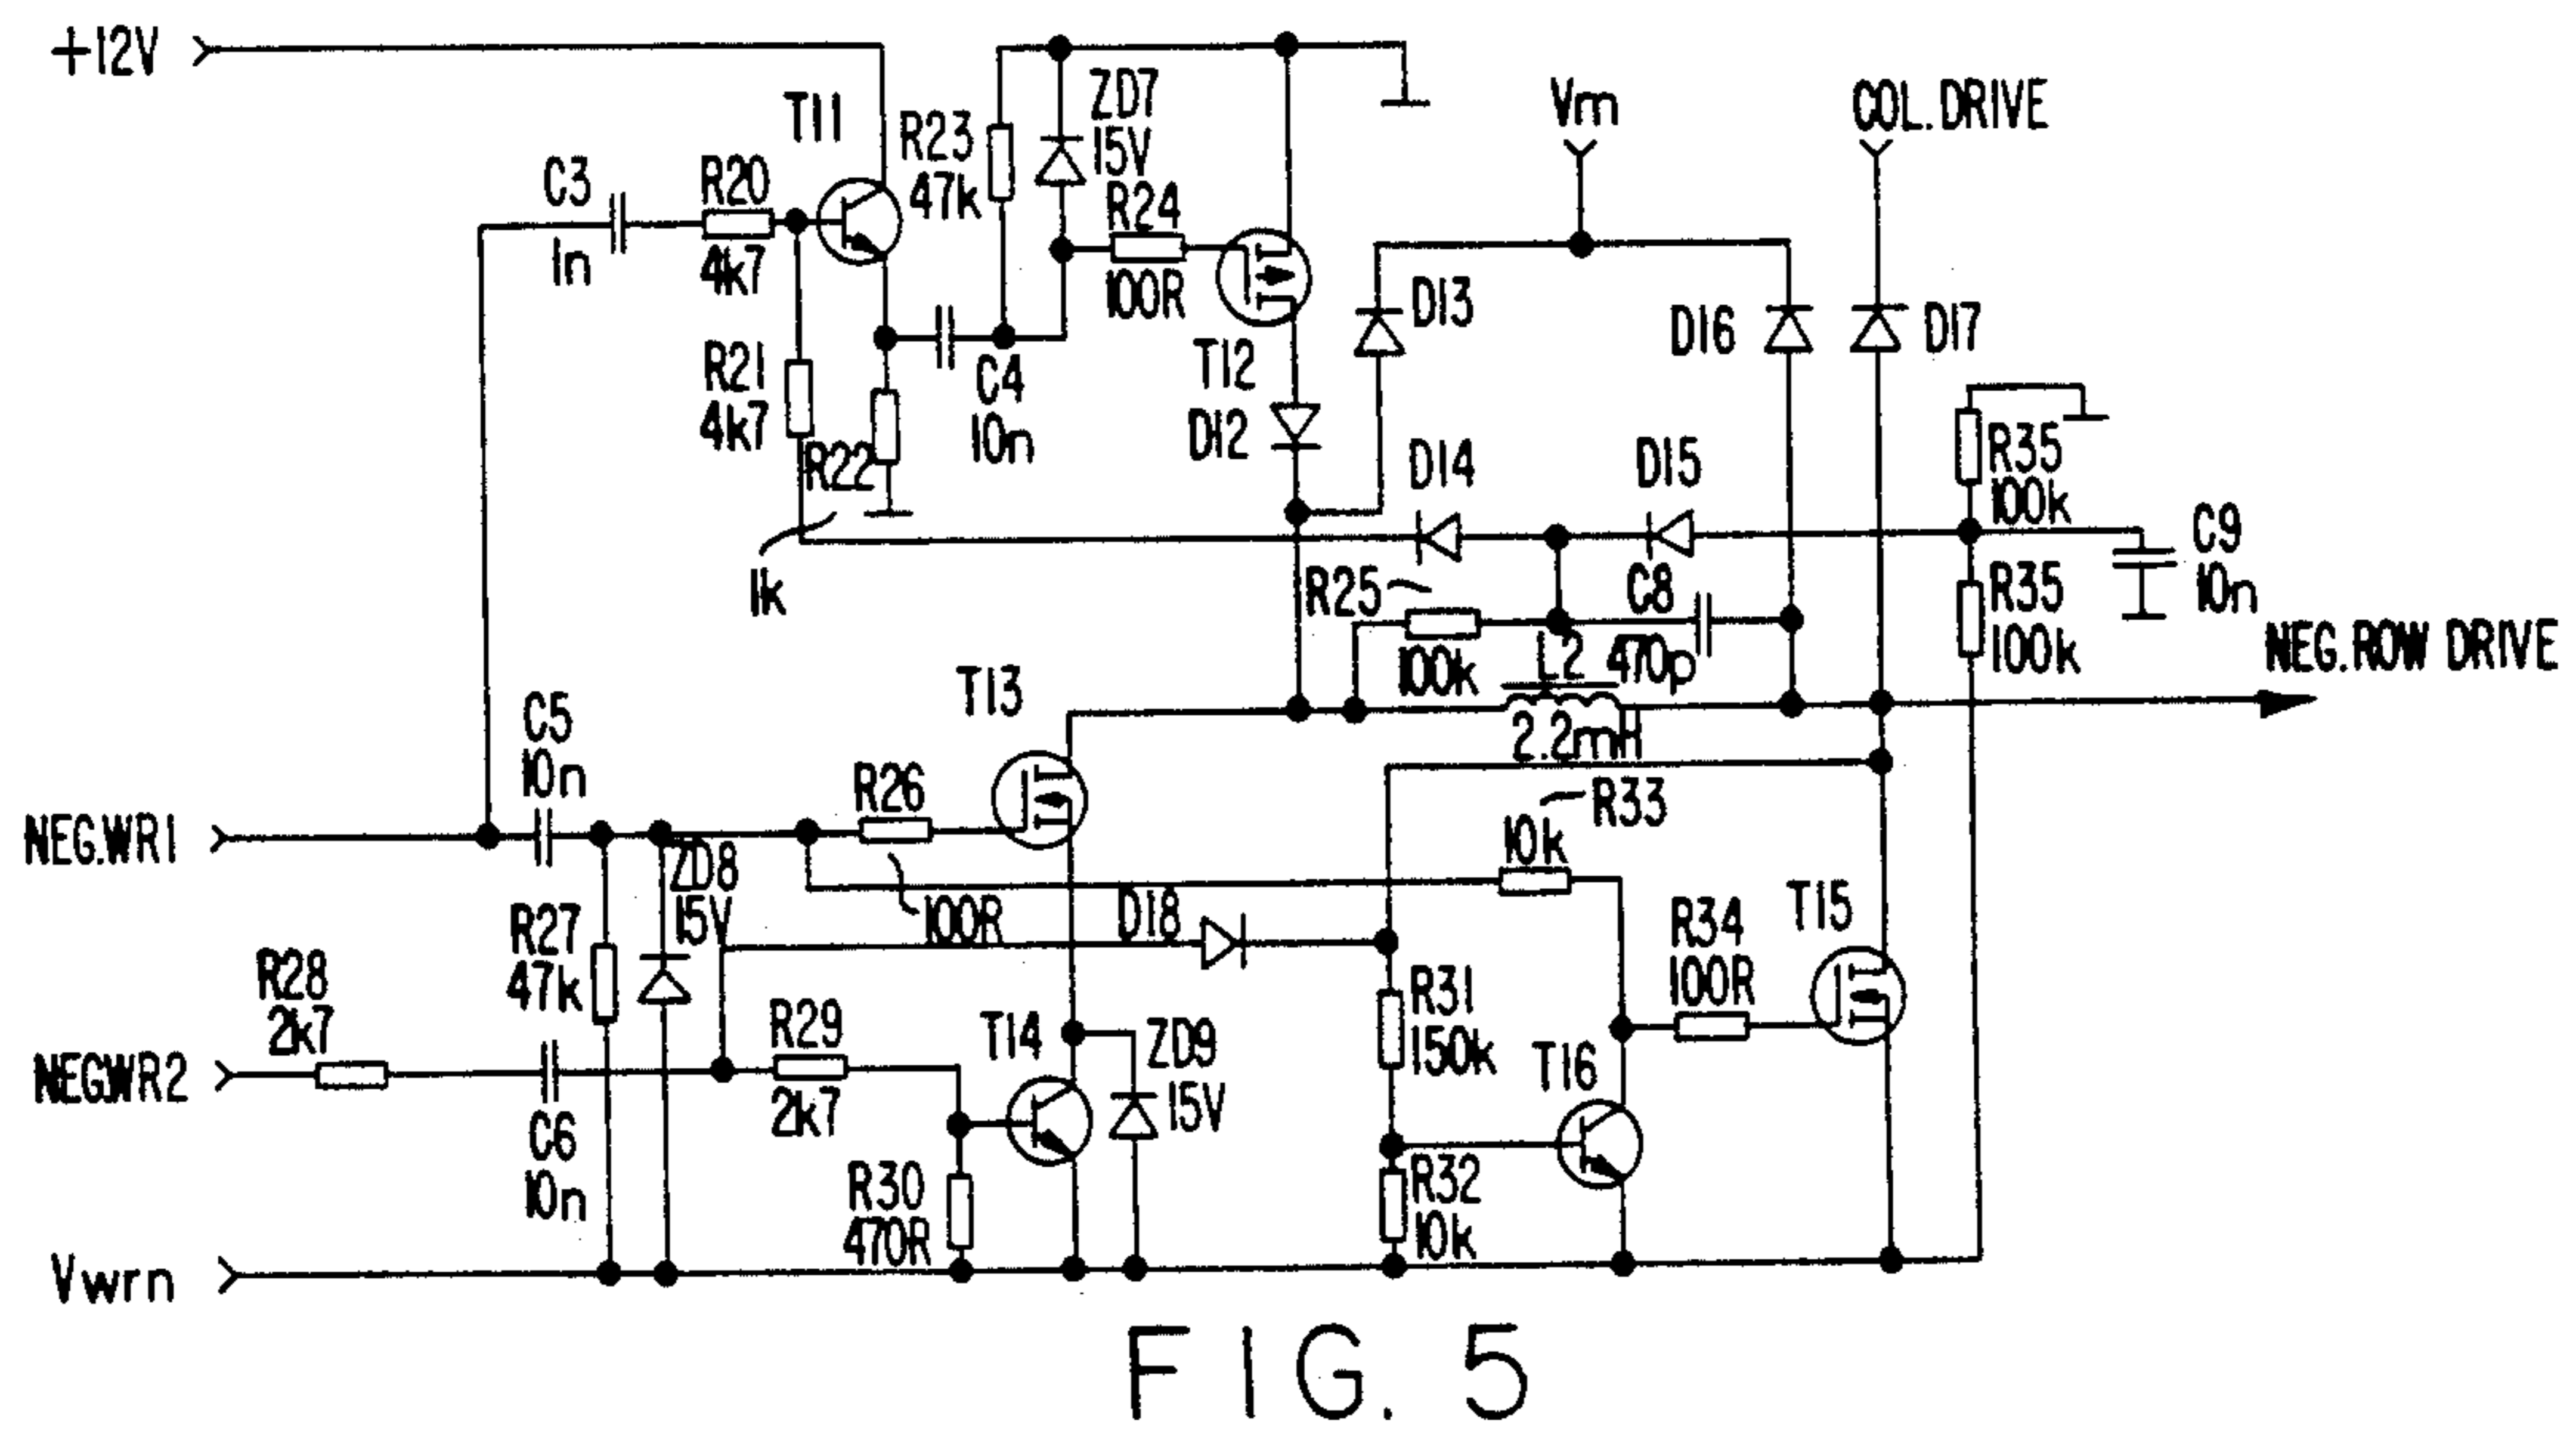 +12V
T11
R23
47k
ZD7
15V
Vm
COL. DRIVE
C3
1n
R20
4k7
R24
100R
D13
D16
D17
T12
D12
R21
4k7
R22
1k
C4
10n
D14
D15
R35
100k
C9
10n
R25
100k
C8
470p
L2
2.2mH
R35
100k
NEG. ROW DRIVE
T13
C5
10n
R26
100R
R33
10k
NEG.WR1
ZD8
15V
D18
R34
100R
T15
R27
47k
R28
2k7
R29
2k7
T14
ZD9
15V
R31
150k
T16
NEG.WR2
C6
10n
R30
470R
R32
10k
Vwrn
FIG. 5